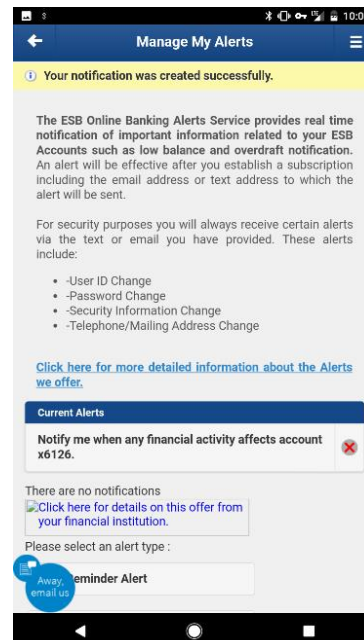 10:0
Manage My Alerts
Your notification was created successfully.
The ESB Online Banking Alerts Service provides real time
notification of important information related to your ESB
Accounts such as low balance and overdraft notification.
An alert will be effective after you establish a subscription
including the email address or text address to which the
alert will be sent.
For security purposes you will always receive certain alerts
via the text or email you have provided. These alerts
include:
• -User ID Change
• -Password Change
• -Security Information Change
• -Telephone/Mailing Address Change
Click here for more detailed information about the Alerts
we offer.
Current Alerts
Notify me when any financial activity affects account
x6126.
There are no notifications
Click here for details on this offer from
your financial institution.
Please select an alert type :
eminder Alert
Away,
email us